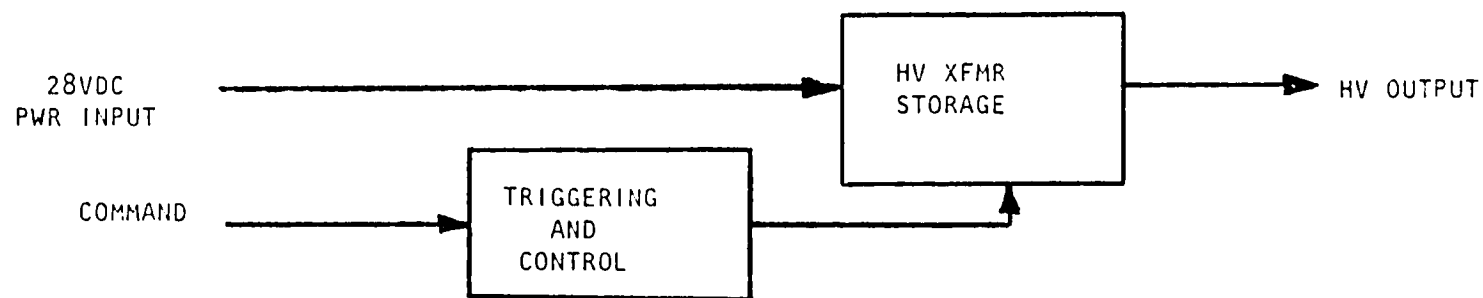 28VDC
PWR INPUT
HV XFMR
STORAGE
HV OUTPUT
COMMAND
TRIGGERING
AND
CONTROL